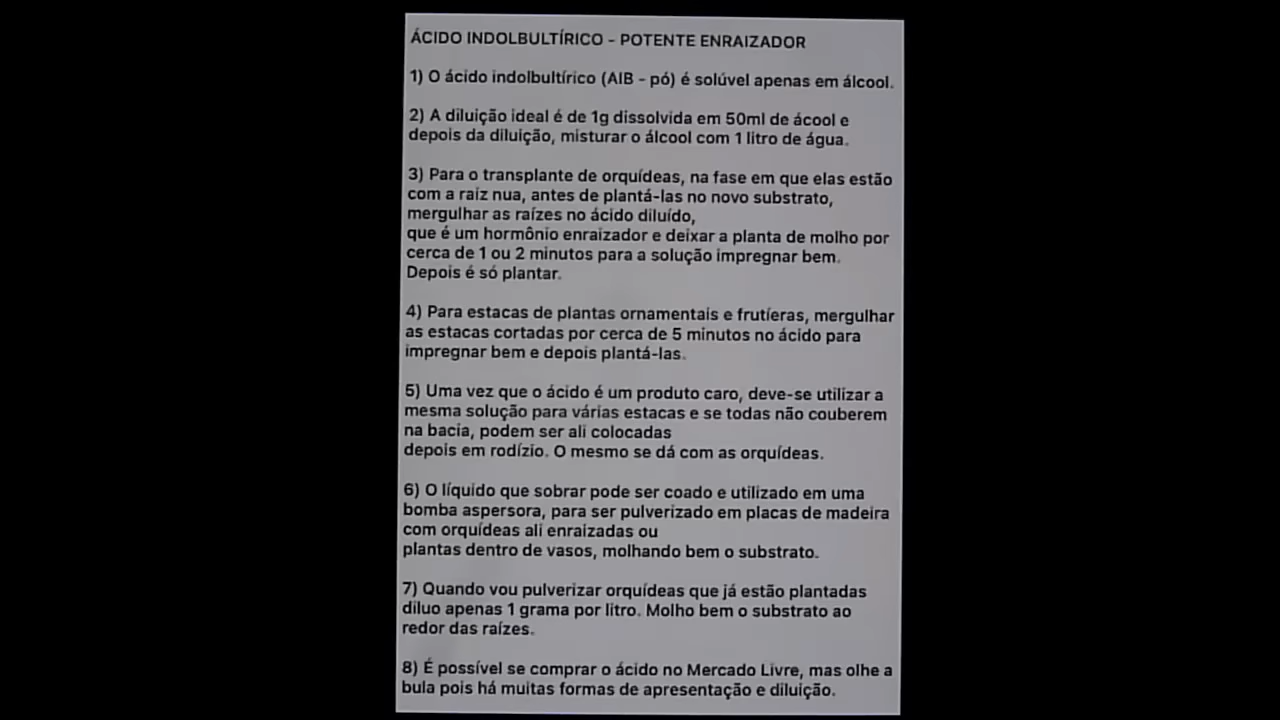 ÁCIDO INDOLBULTÍRICO - POTENTE ENRAIZADOR
1) O ácido indolbultírico (AIB - pó) é solúvel apenas em álcool.
2) A diluição ideal é de 1g dissolvida em 50ml de ácool e
depois da diluição, misturar o álcool com 1 litro de água.
3) Para o transplante de orquídeas, na fase em que elas estão
com a raiz nua, antes de plantá-las no novo substrato,
mergulhar as raízes no ácido diluído,
que é um hormônio enraizador e deixar a planta de molho por
cerca de 1 ou 2 minutos para a solução impregnar bem.
Depois é só plantar.
4) Para estacas de plantas ornamentais e frutíeras, mergulhar
as estacas cortadas por cerca de 5 minutos no ácido para
impregnar bem e depois plantá-las.
5) Uma vez que o ácido é um produto caro, deve-se utilizar a
mesma solução para várias estacas e se todas não couberem
na bacia, podem ser ali colocadas
depois em rodízio. O mesmo se dá com as orquídeas.
6) O líquido que sobrar pode ser coado e utilizado em uma
bomba aspersora, para ser pulverizado em placas de madeira
com orquídeas ali enraizadas ou
plantas dentro de vasos, molhando bem o substrato.
7) Quando vou pulverizar orquídeas que já estão plantadas
diluo apenas 1 grama por litro. Molho bem o substrato ao
redor das raízes.
8) É possível se comprar o ácido no Mercado Livre, mas olhe a
bula pois há muitas formas de apresentação e diluição.